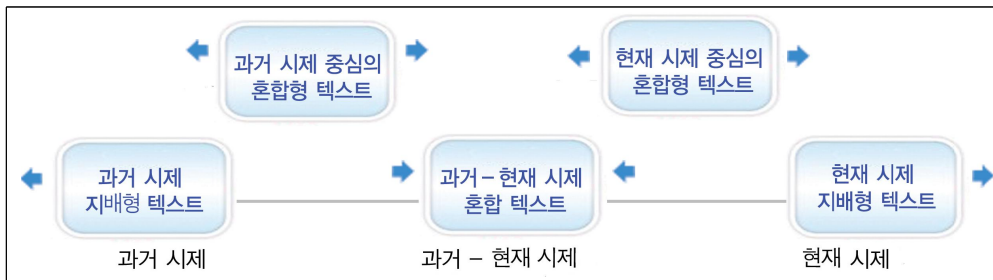 과거 시제 중심의
혼합형 텍스트
현재 시제 중심의
혼합형 텍스트
과거 시제
지배형 텍스트
과거 – 현재 시제
혼합 텍스트
현재 시제
지배형 텍스트
과거 시제
과거 – 현재 시제
현재 시제